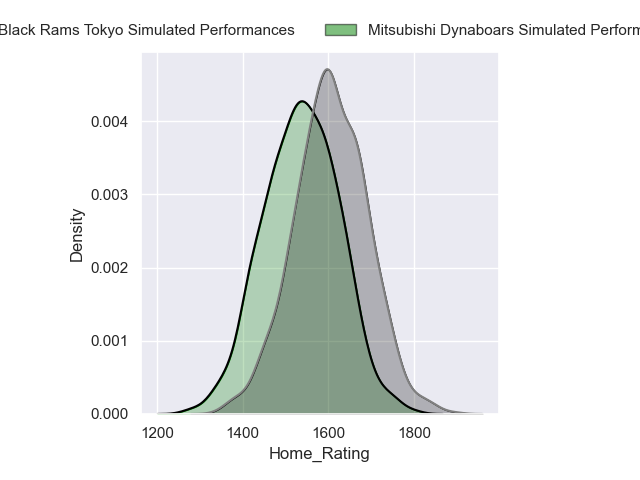 Black Rams Tokyo Simulated Performances
Mitsubishi Dynaboars Simulated Perform
0.004
0.003
0.002
0.001
0.000
Density
1200 1400 1600 1800
Home_Rating